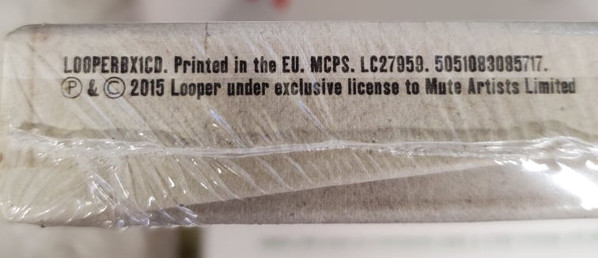 LOOPERBX1CD. Printed in the EU. MCPS. LC27959. 5051083085717.
Ⓟ & © 2015 Looper under exclusive license to Mute Artists Limited